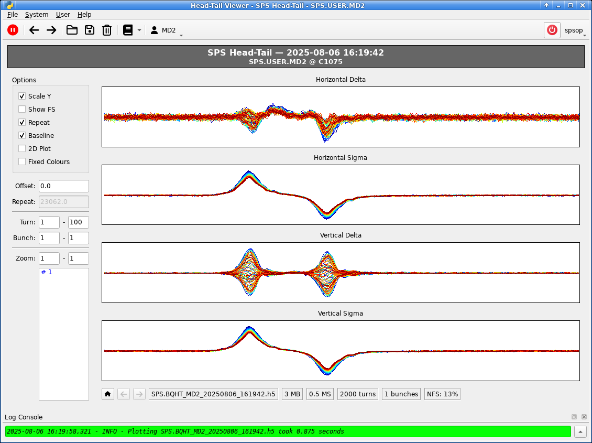 Head-Tail Viewer - SPS Head-Tail - SPS.USER.MD2
File System User Help
MD2 spsop
SPS Head-Tail — 2025-08-06 16:19:42
SPS.USER.MD2 @ C1075
Options
Scale Y
Show FS
Repeat
Baseline
2D Plot
Fixed Colours
Offset: 0.0
Repeat: 23062.0
Turn: 1 - 100
Bunch: 1 - 1
Zoom: 1 - 1
# 1
Horizontal Delta
Horizontal Sigma
Vertical Delta
Vertical Sigma
SPS.BQHT_MD2_20250806_161942.h5 3 MB 0.5 MS 2000 turns 1 bunches NFS: 13%
Log Console
2025-08-06 16:19:58.321 - INFO - Plotting SPS.BQHT_MD2_20250806_161942.h5 took 0.875 seconds